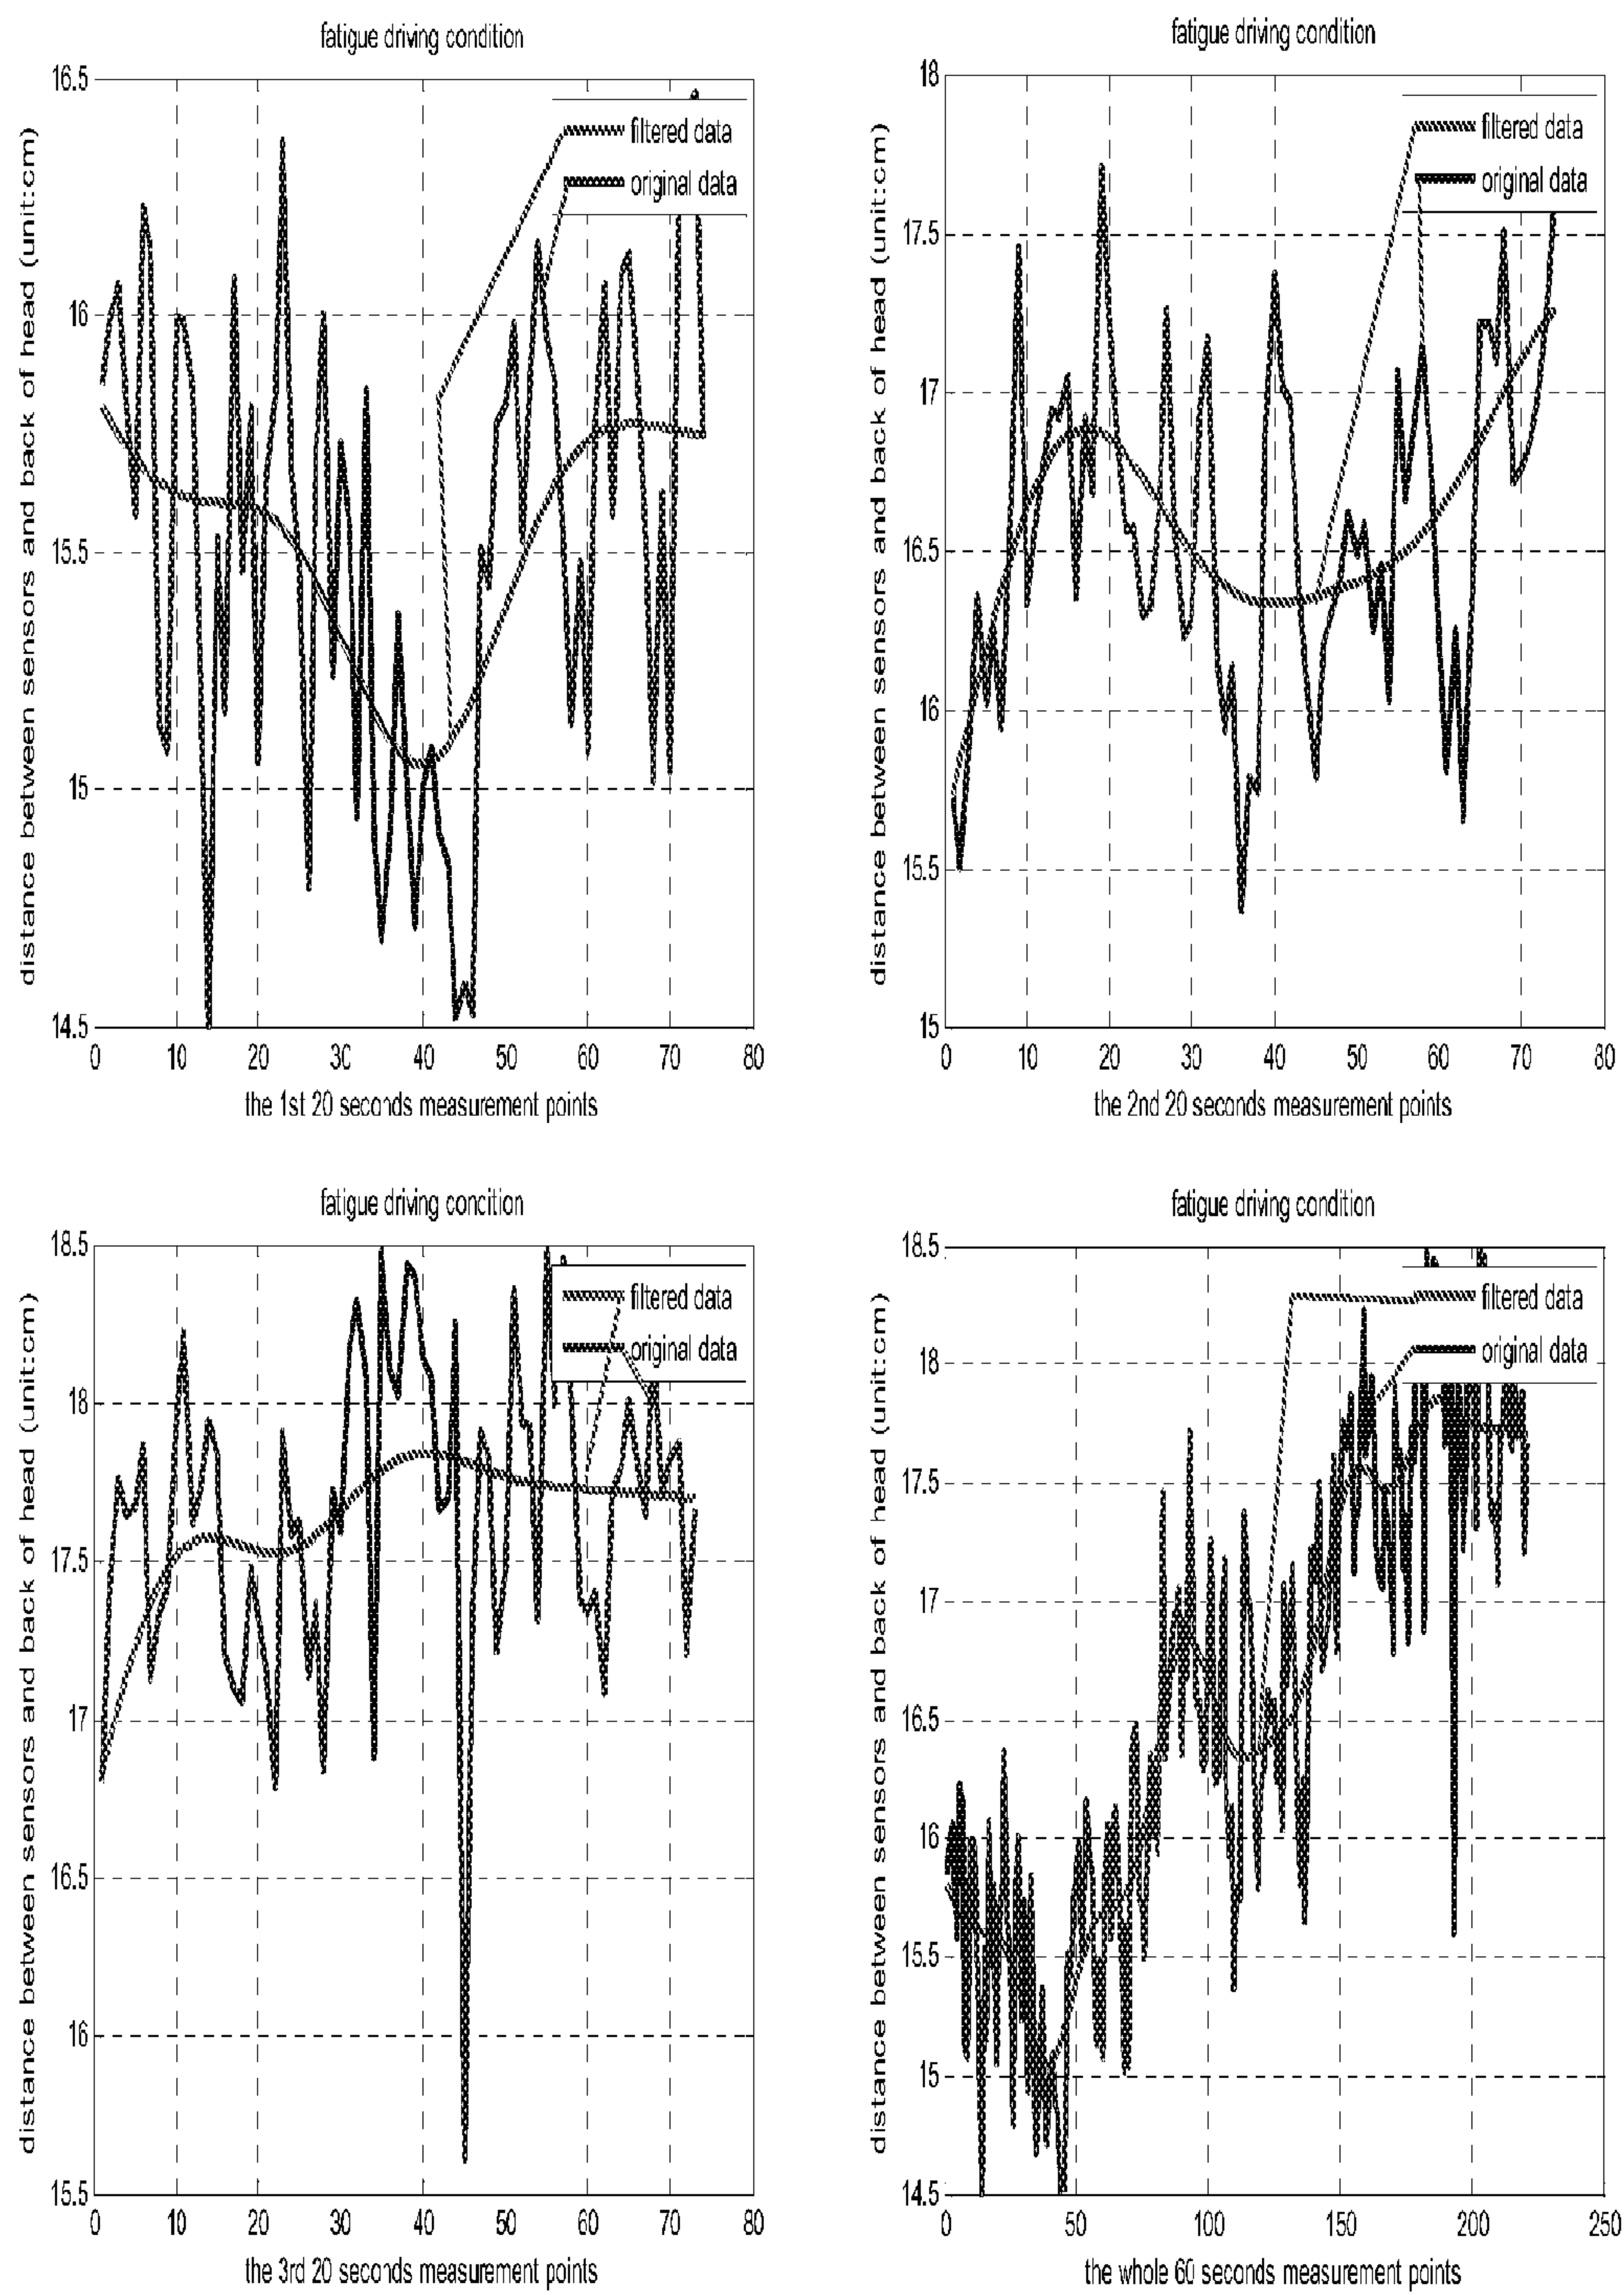 fatigue driving condition
16.5
16
15.5
15
14.5
distance between sensors and back of head (unit:cm)
filtered data
original data
0 10 20 30 40 50 60 70 80
the 1st 20 seconds measurement points
fatigue driving condition
18
17.5
17
16.5
16
15.5
15
distance between sensors and back of head (unit:cm)
filtered data
original data
0 10 20 30 40 50 60 70 80
the 2nd 20 seconds measurement points
fatigue driving concition
18.5
18
17.5
17
16.5
16
15.5
distance between sensors and back of head (unit:cm)
filtered data
original data
0 10 20 30 40 50 60 70 80
the 3rd 20 seconds measurement points
fatigue driving condition
18.5
18
17.5
17
16.5
16
15.5
15
14.5
distance between sensors and back of head (unit:cm)
filtered data
original data
0 50 100 150 200 250
the whole 60 seconds measurement points